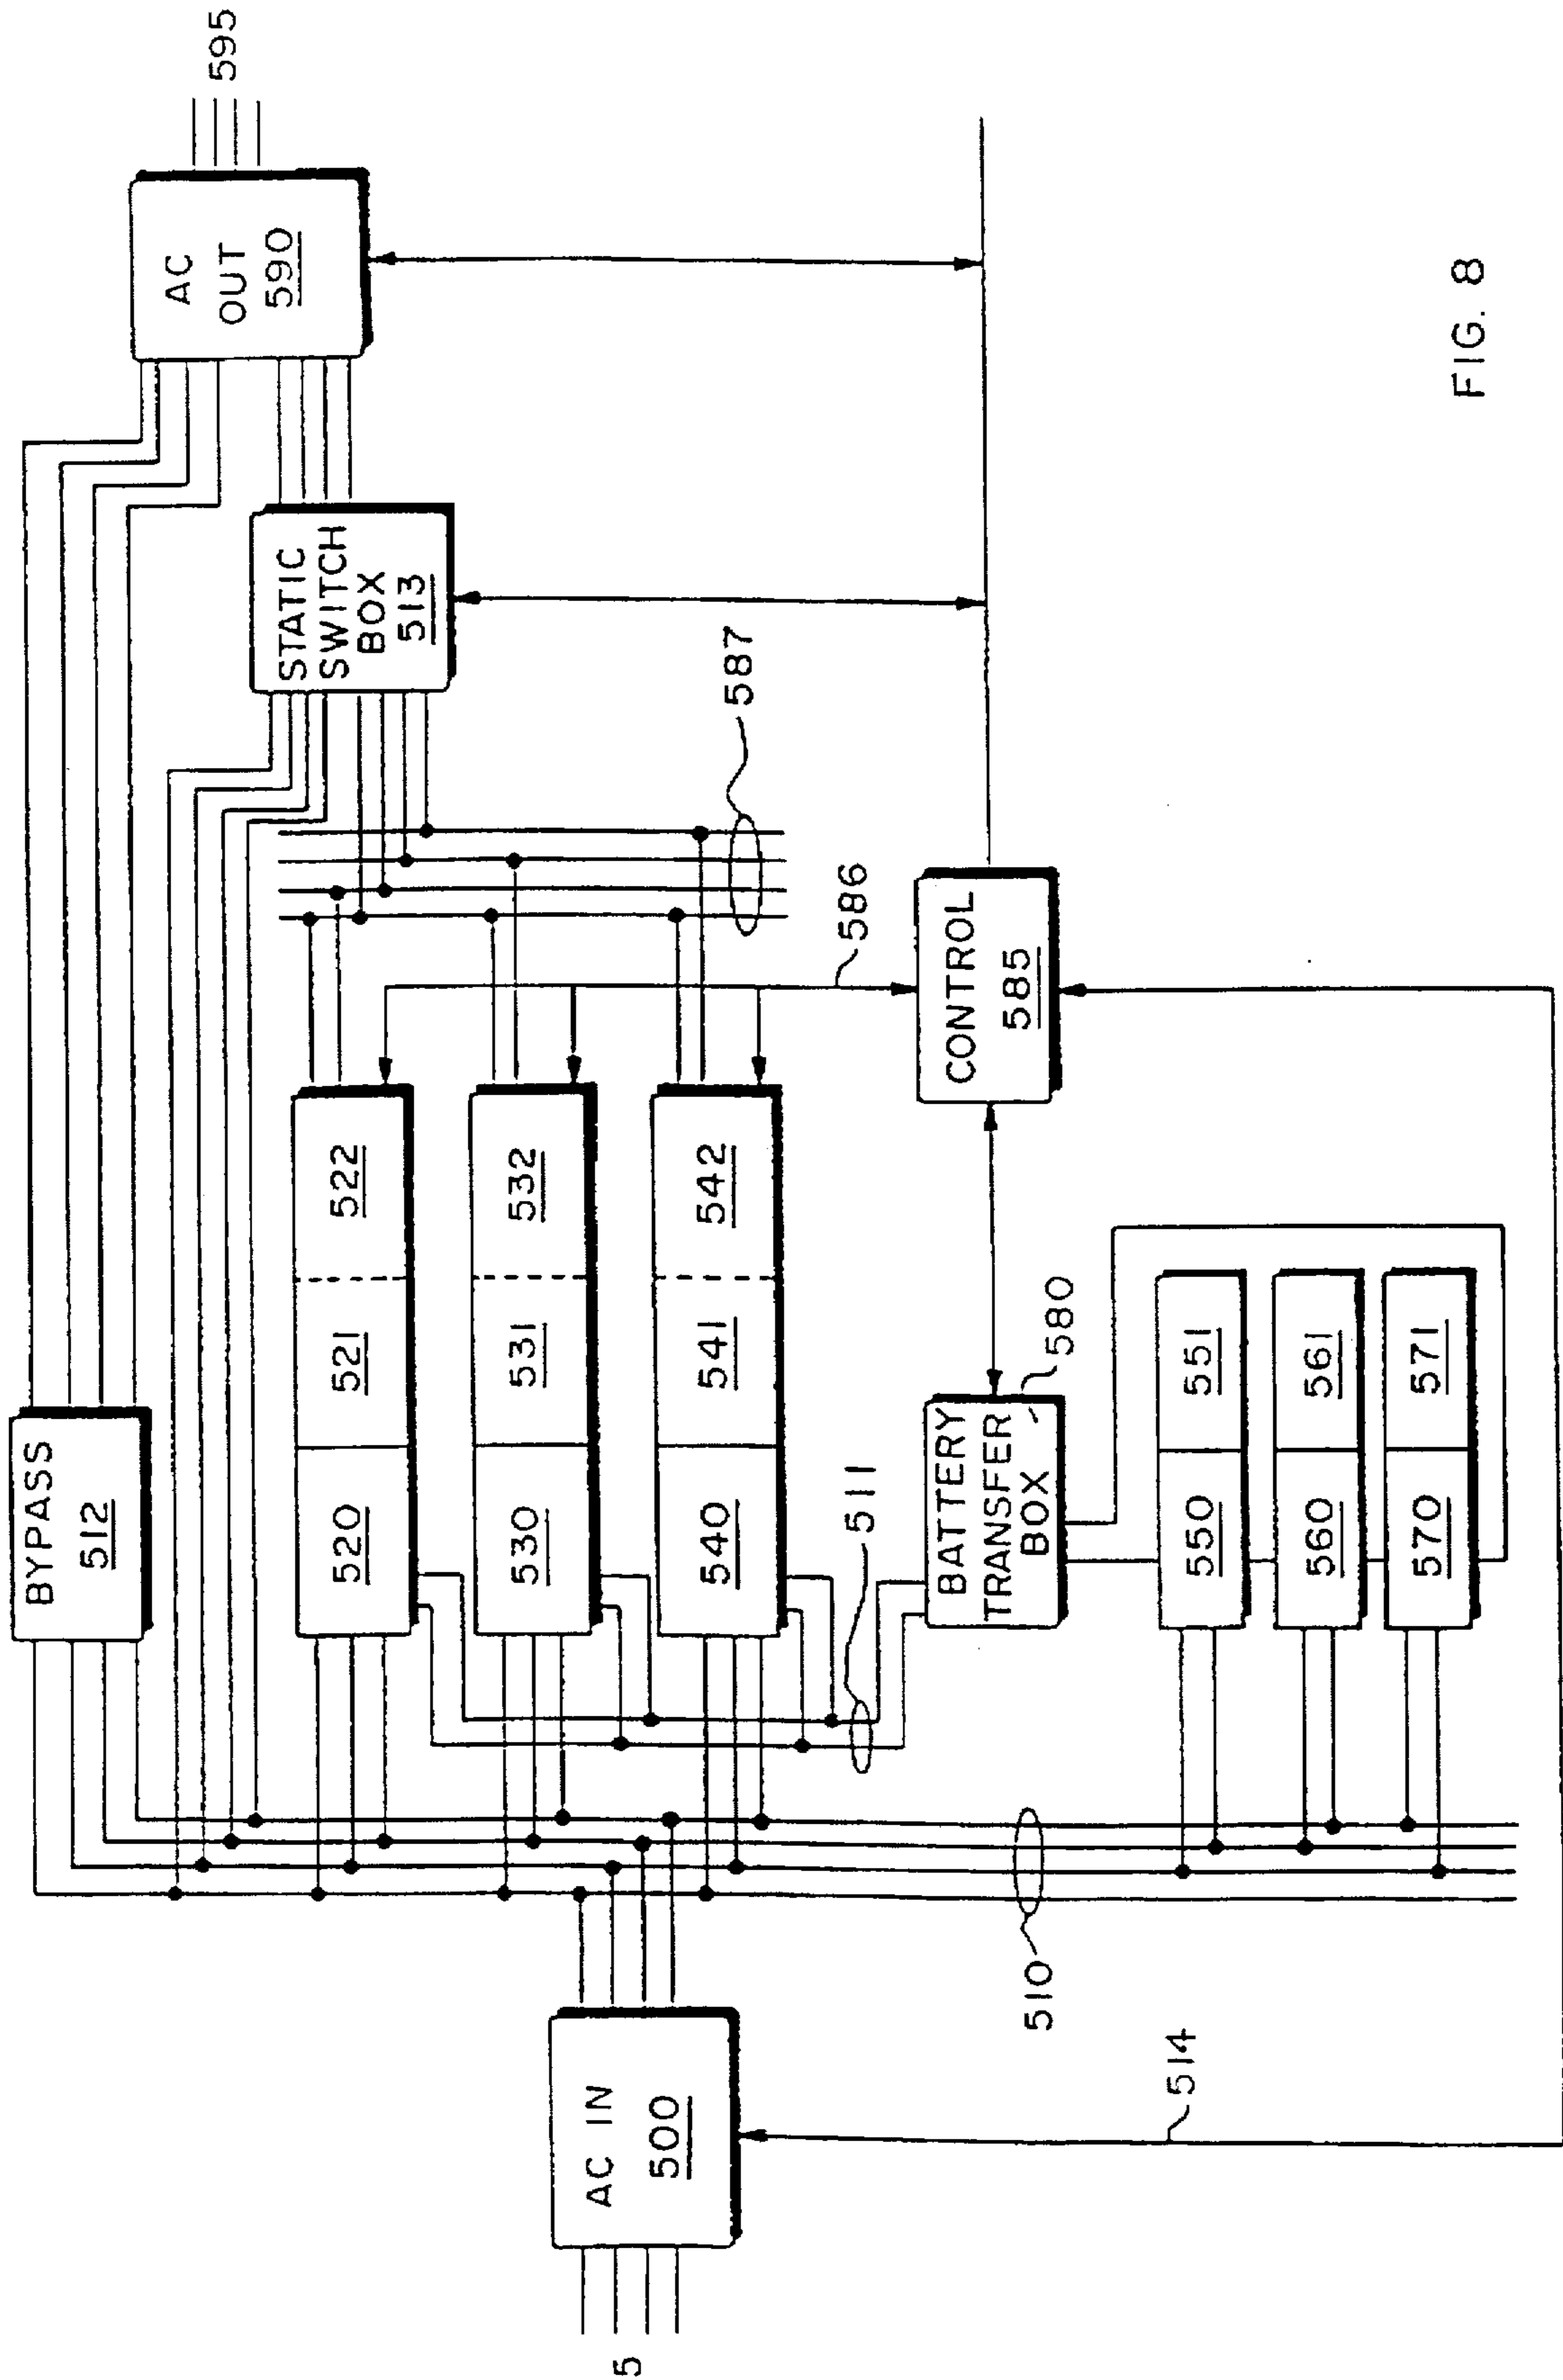 595
AC
OUT
590
BYPASS
512
STATIC
SWITCH
BOX
513
587
520
521
522
530
531
532
540
541
542
586
511
AC IN
500
5
510
514
BATTERY
TRANSFER
BOX
580
CONTROL
585
550
551
560
561
570
571
FIG. 8